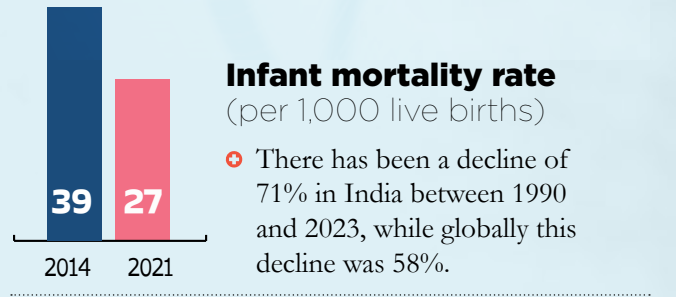 Infant mortality rate
(per 1,000 live births)
There has been a decline of
71% in India between 1990
and 2023, while globally this
decline was 58%.
39 27
2014 2021